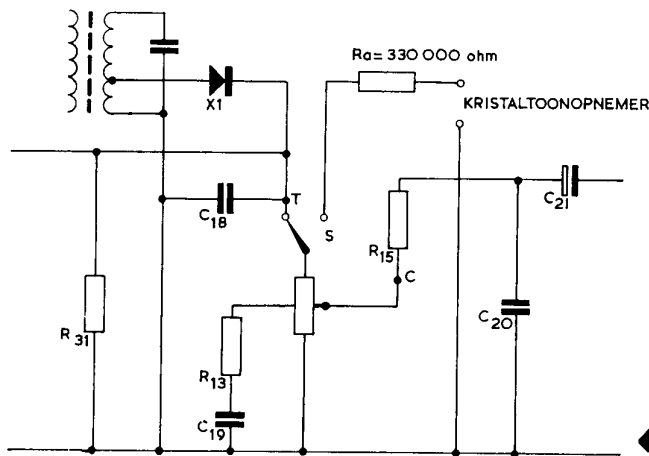 Ra= 330 000 ohm
X1
KRISTALTOONOPNEMER
T
C18
S
C21
R15
C
R31
C20
R13
C19